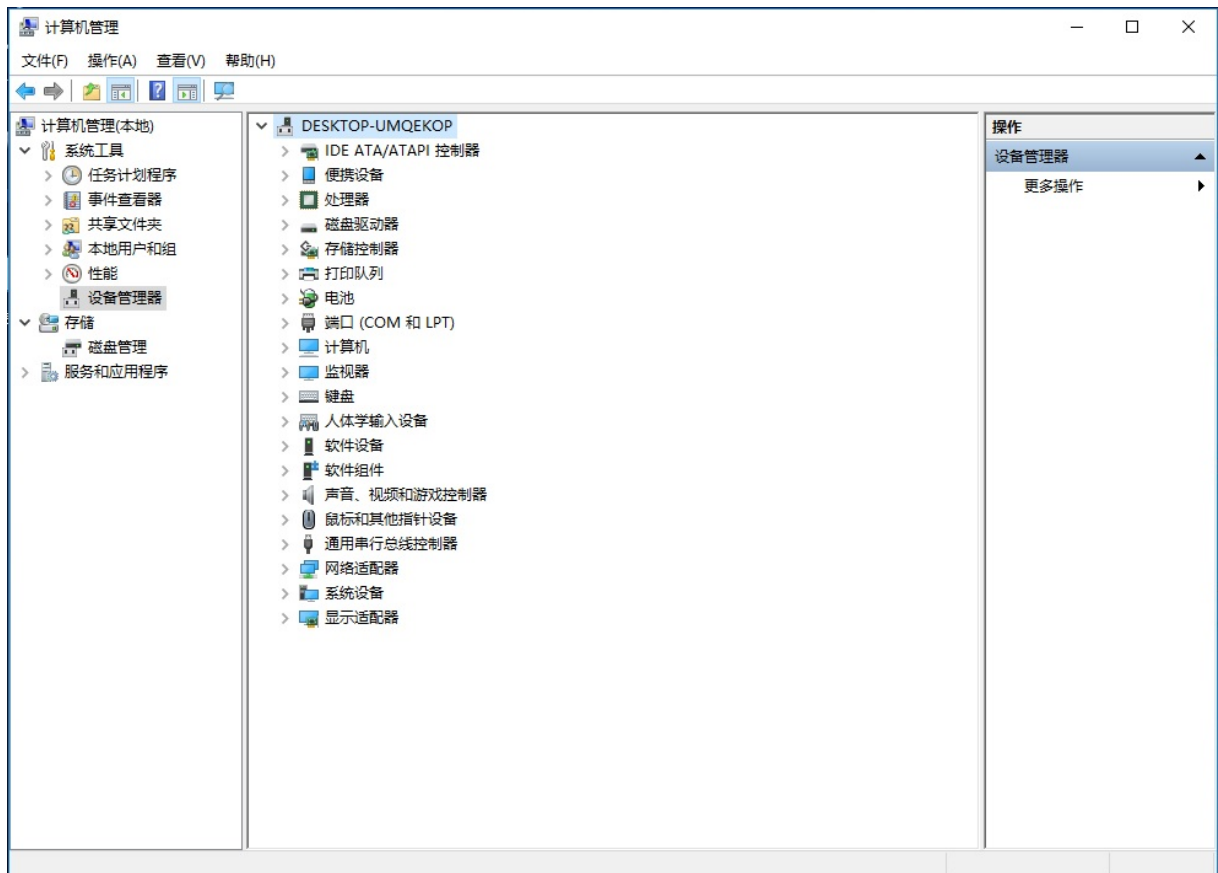 计算机管理
文件(F) 操作(A) 查看(V) 帮助(H)
计算机管理(本地)
系统工具
任务计划程序
事件查看器
共享文件夹
本地用户和组
性能
设备管理器
存储
磁盘管理
服务和应用程序
DESKTOP-UMQEKOP
IDE ATA/ATAPI 控制器
便携设备
处理器
磁盘驱动器
存储控制器
打印队列
电池
端口 (COM 和 LPT)
计算机
监视器
键盘
人体学输入设备
软件设备
软件组件
声音、视频和游戏控制器
鼠标和其他指针设备
通用串行总线控制器
网络适配器
系统设备
显示适配器
操作
设备管理器
更多操作